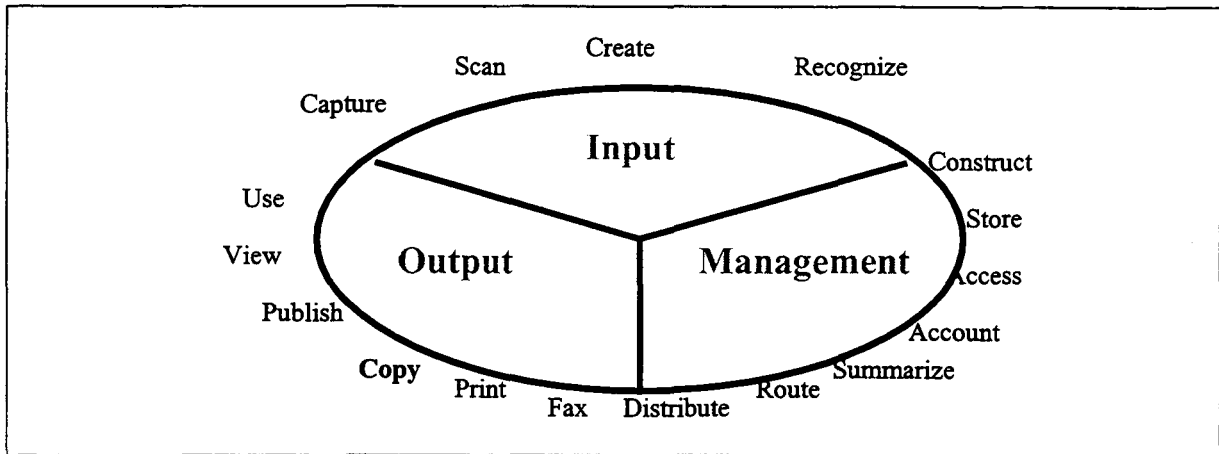 Create
Scan
Recognize
Capture
Input
Construct
Use
Store
View
Output
Management
Access
Publish
Account
Copy
Summarize
Print
Route
Fax
Distribute